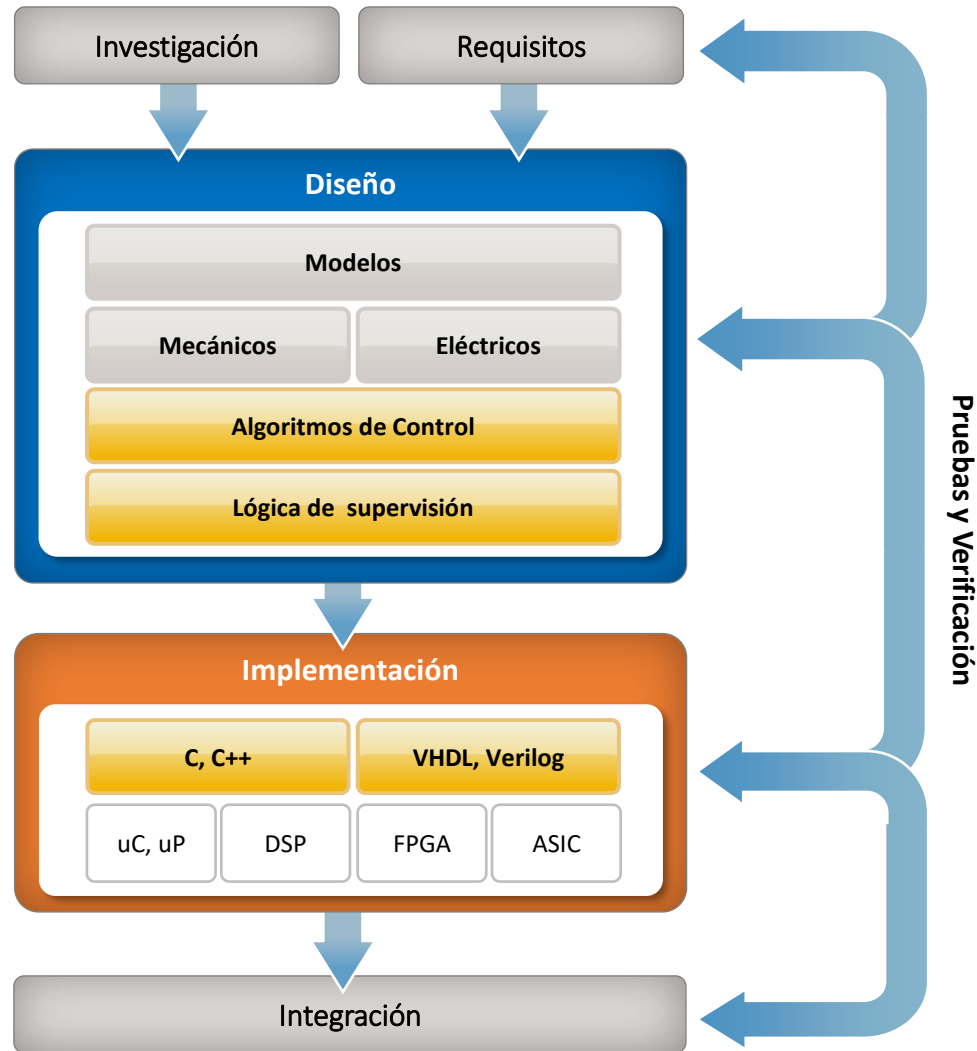 Investigación
Requisitos
Diseño
Modelos
Mecánicos
Eléctricos
Algoritmos de Control
Lógica de supervisión
Pruebas y Verificación
Implementación
C, C++
VHDL, Verilog
uC, uP
DSP
FPGA
ASIC
Integración